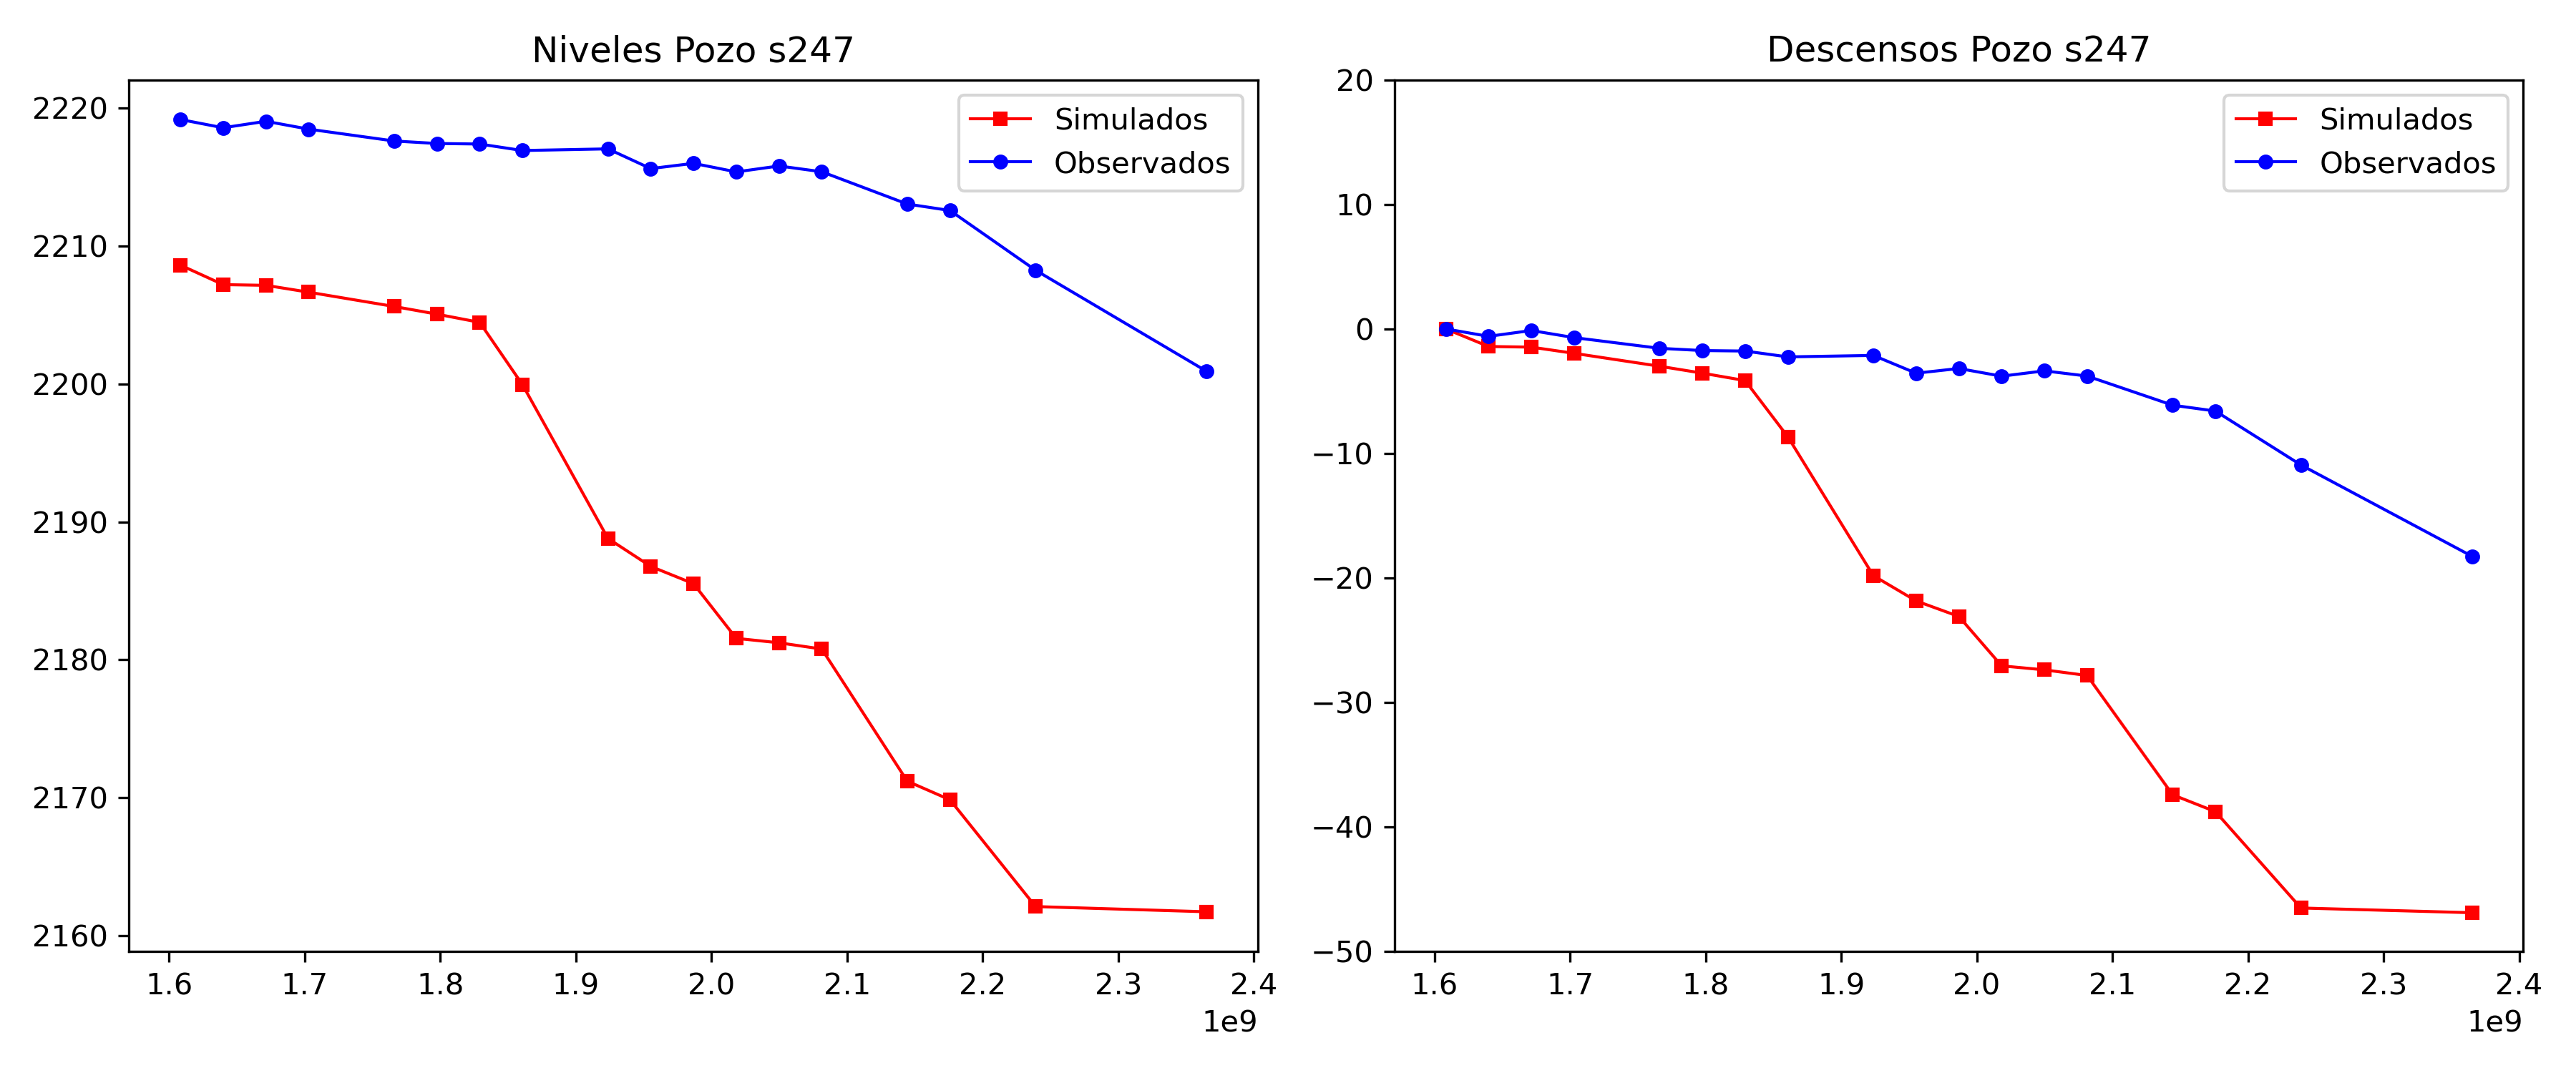 Niveles Pozo s247
2220
2210
2200
2190
2180
2170
2160
1.6 1.7 1.8 1.9 2.0 2.1 2.2 2.3 2.4
1e9
Simulados
Observados
Descensos Pozo s247
20
10
0
−10
−20
−30
−40
−50
1.6 1.7 1.8 1.9 2.0 2.1 2.2 2.3 2.4
1e9
Simulados
Observados